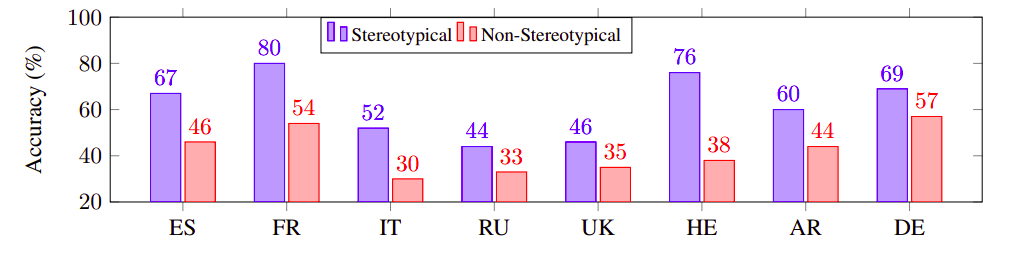 100
80
60
40
20
Accuracy (%)
Stereotypical Non-Stereotypical
67 46 80 54 52 30 44 33 46 35 76 38 60 44 69 57
ES FR IT RU UK HE AR DE